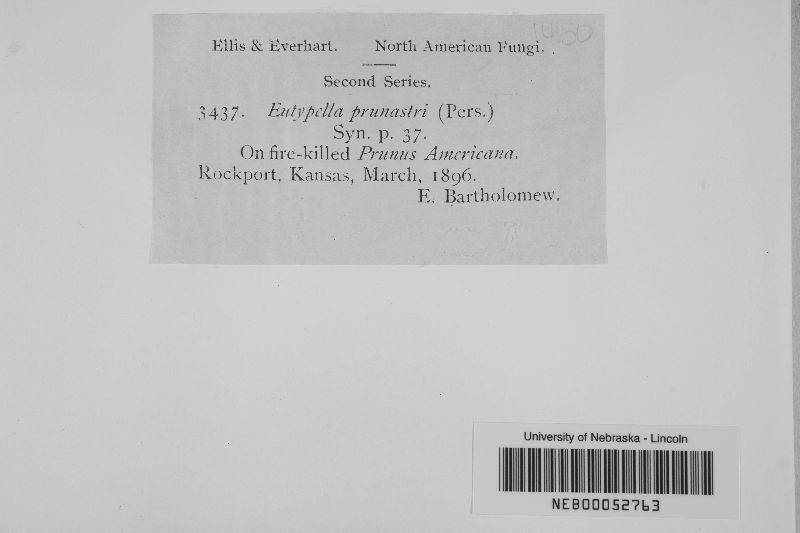 Ellis & Everhart. North American Fungi.
Second Series.
3437. Eutypella prunastri (Pers.)
Syn. p. 37.
On fire-killed Prunus Americana.
Rockport, Kansas, March, 1896.
E. Bartholomew.
University of Nebraska - Lincoln
NEB00052763